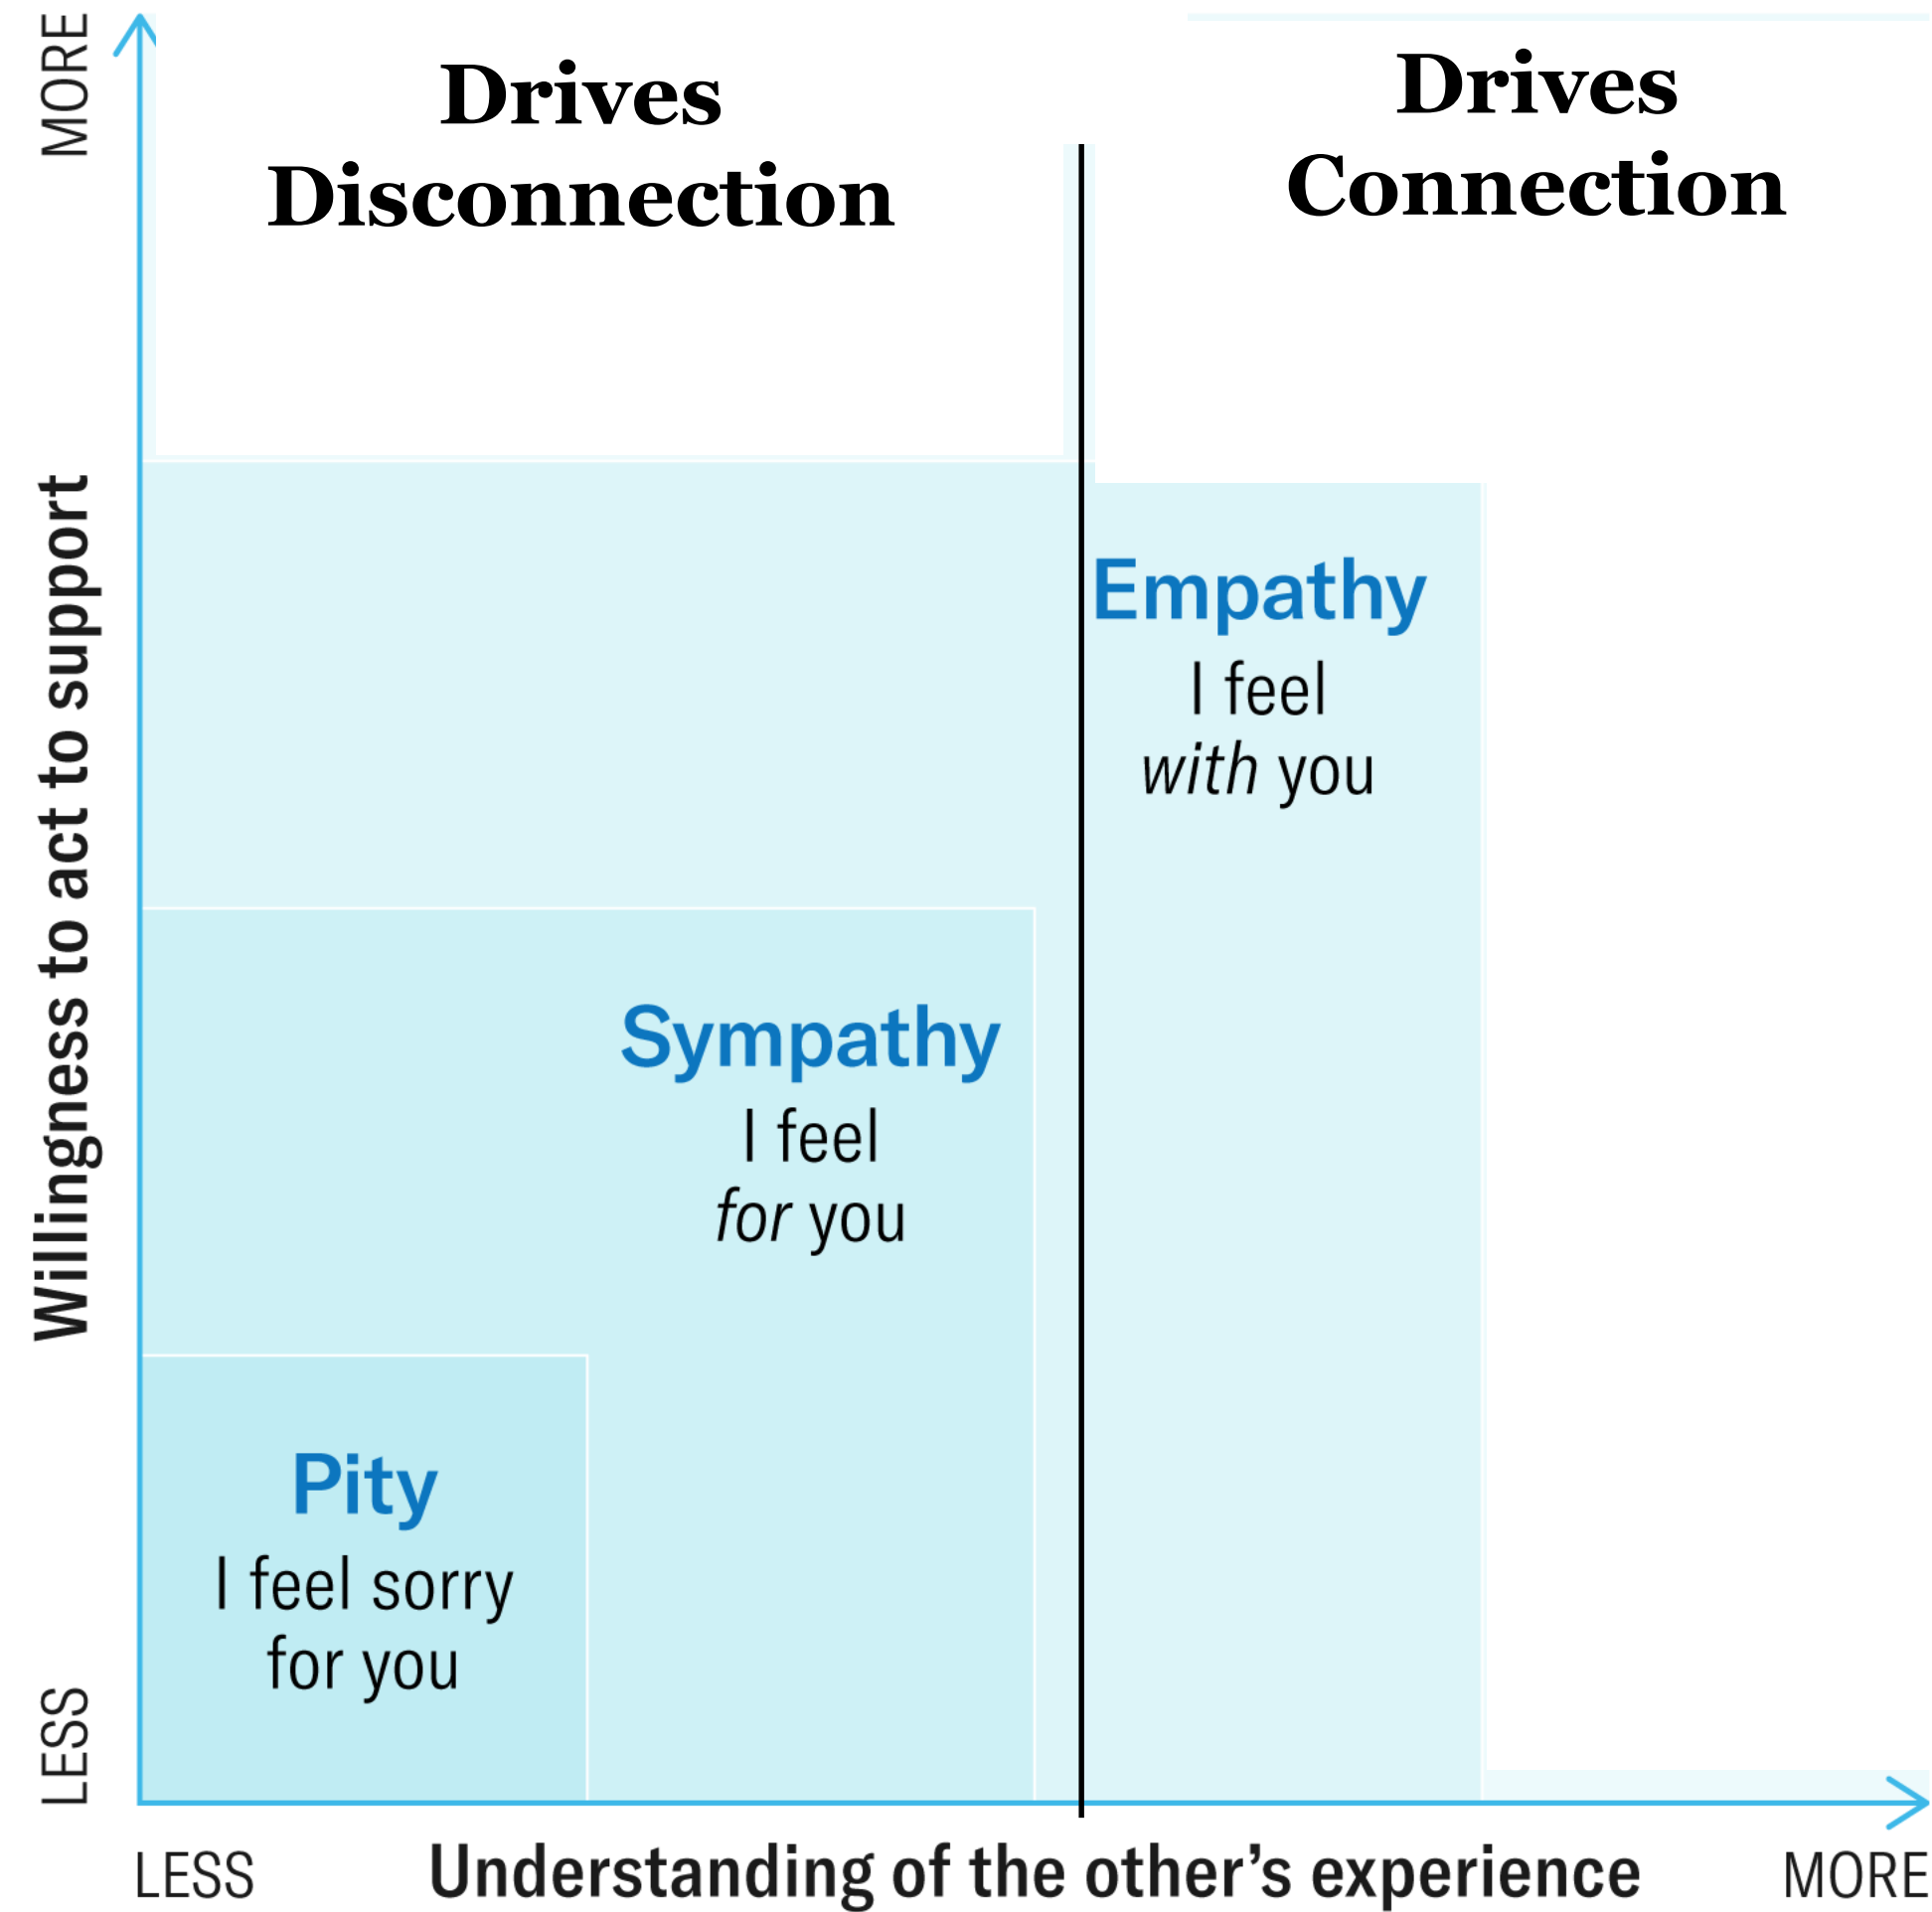 MORE
Drives
Disconnection
Drives
Connection
Willingness to act to support
Empathy
I feel
with you
Sympathy
I feel
for you
Pity
I feel sorry
for you
LESS
LESS
Understanding of the other’s experience
MORE